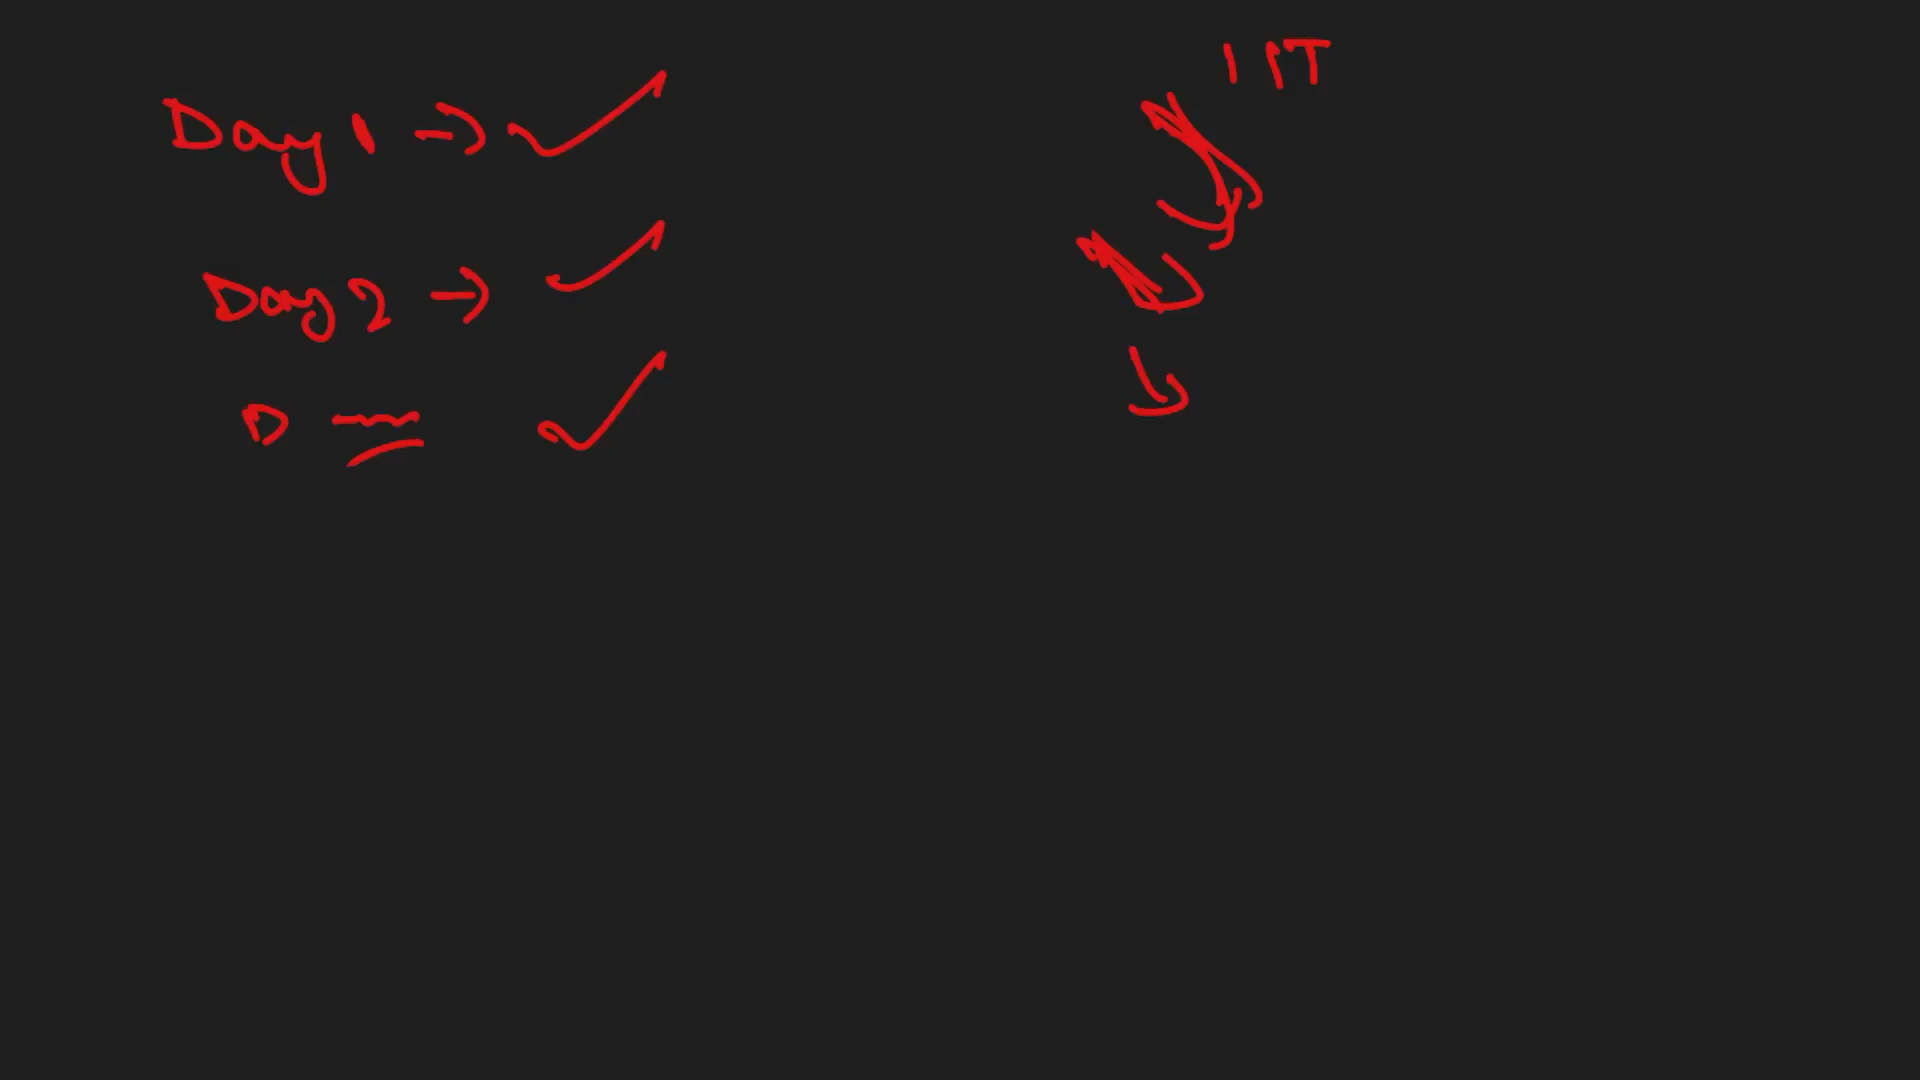 Day 1 → ✓
Day 2 → ✓
D
IIT